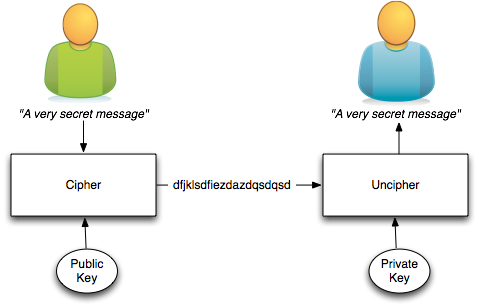 "A very secret message"
"A very secret message"
Cipher
dfjklsdfiezdazdqsdqsd
Uncipher
Public
Key
Private
Key